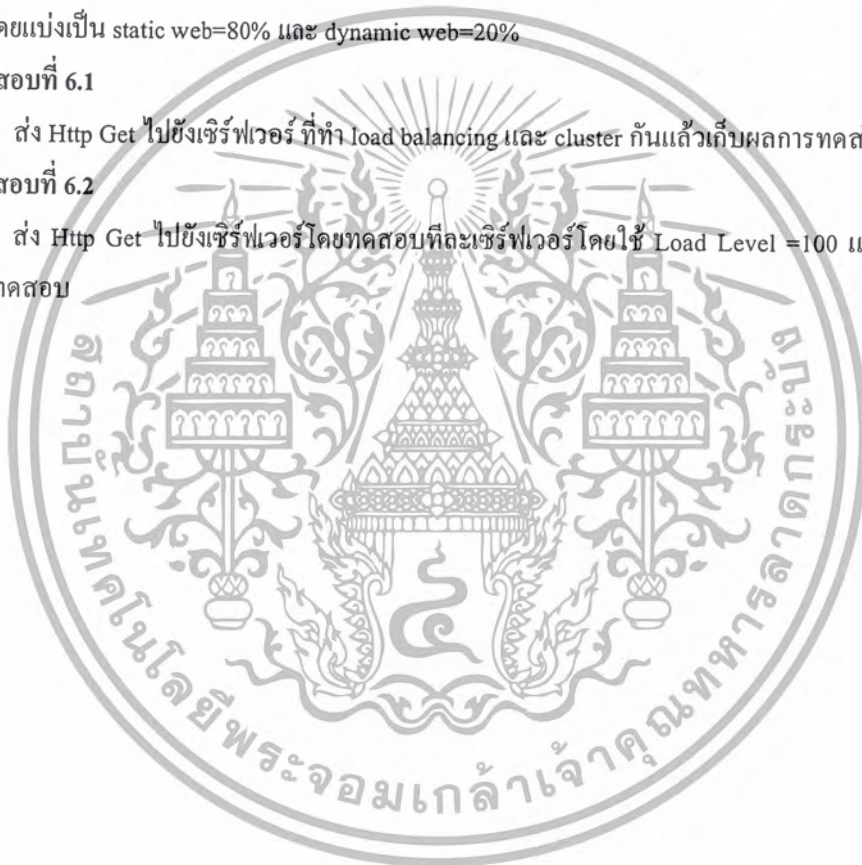 ดยแบ่งเป็น static web=80% และ dynamic web=20%
สอบที่ 6.1
ส่ง Http Get ไปยังเซิร์ฟเวอร์ ที่ทำ load balancing และ cluster กันแล้วเก็บผลการทดส
สอบที่ 6.2
ส่ง Http Get ไปยังเซิร์ฟเวอร์โดยทดสอบทีละเซิร์ฟเวอร์โดยใช้ Load Level =100 แ
ทดสอบ
สถาบันเทคโนโลยีพระจอมเกล้าเจ้าคุณทหารลาดกระบัง